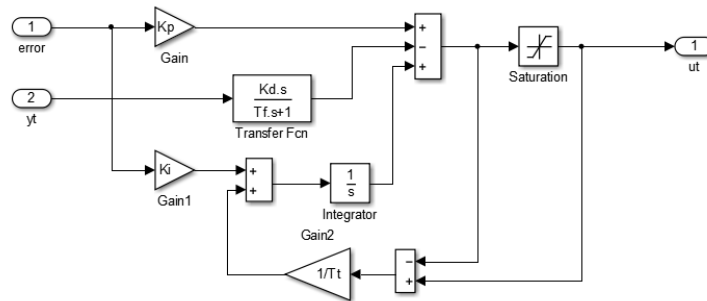 1
error
Kp
Gain
+
−
+
Saturation
1
ut
2
yt
Kd.s
Tf.s+1
Transfer Fcn
Ki
Gain1
+
+
1
s
Integrator
Gain2
1/Tt
−
+